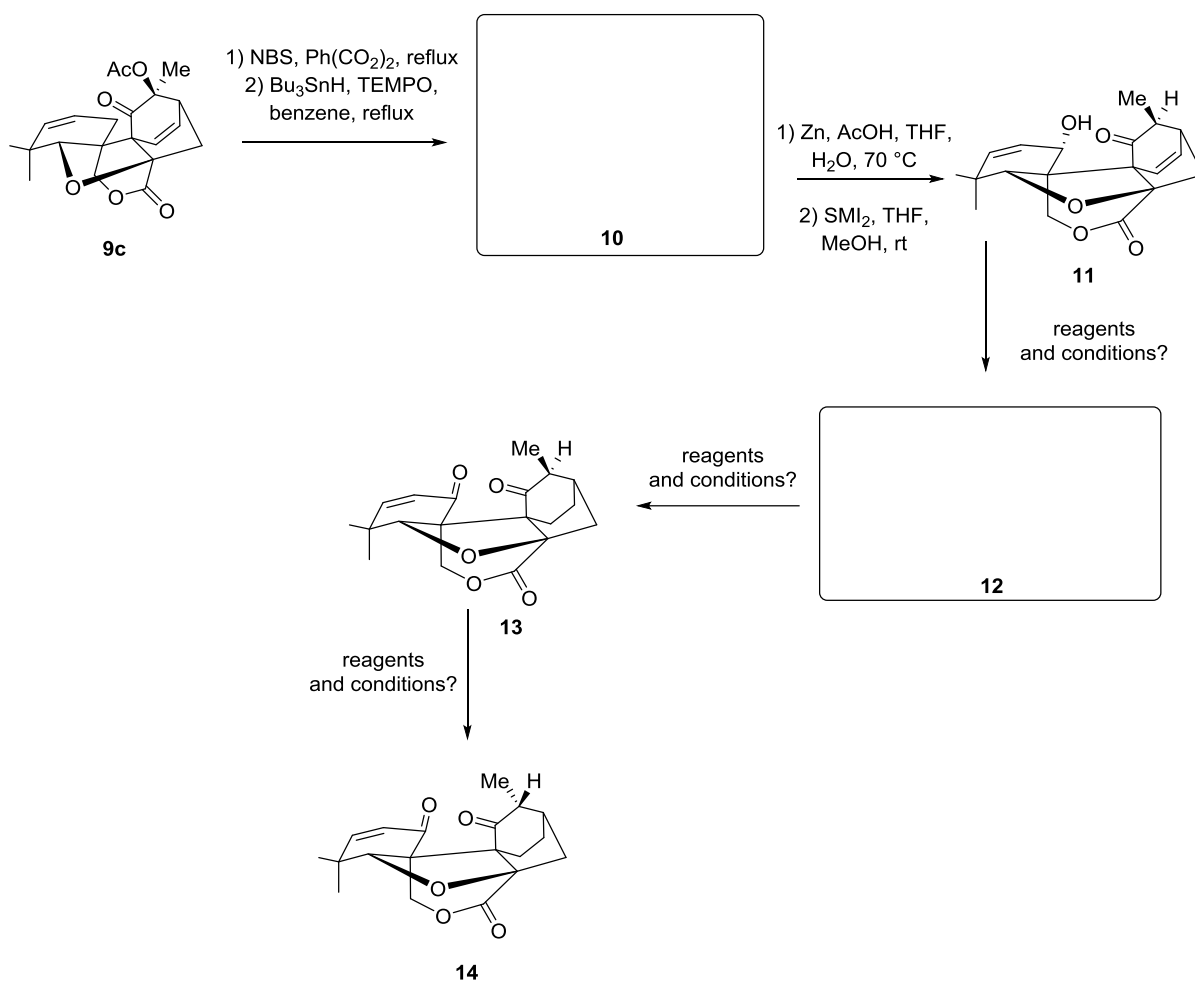 1) NBS, Ph(CO₂)₂, reflux
2) Bu₃SnH, TEMPO,
benzene, reflux
AcO
Me
O
O
O
O
9c
10
1) Zn, AcOH, THF,
H₂O, 70 °C
2) SMI₂, THF,
MeOH, rt
Me
H
OH
O
O
O
O
11
reagents
and conditions?
12
reagents
and conditions?
Me
H
O
O
O
O
O
13
reagents
and conditions?
Me
H
O
O
O
O
O
14